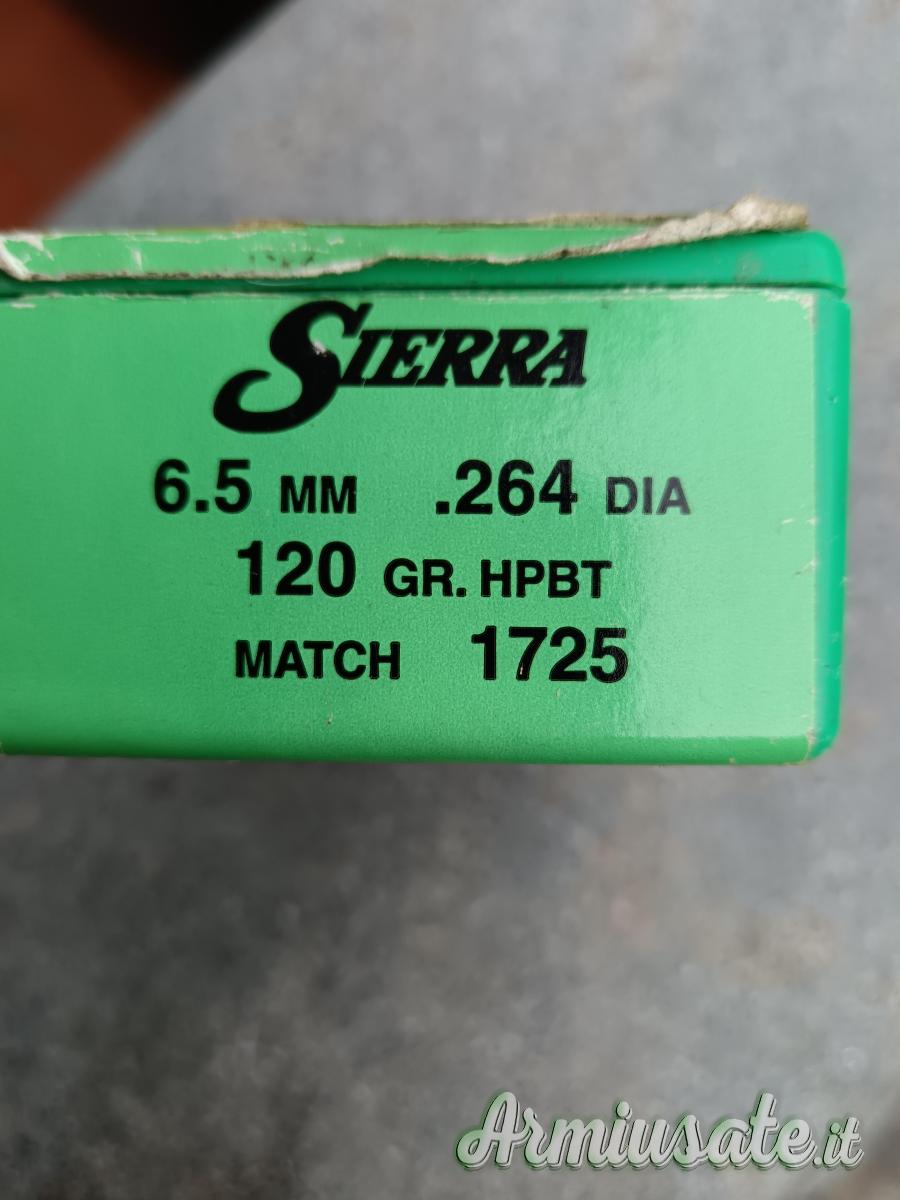 SIERRA
6.5 MM .264 DIA
120 GR. HPBT
MATCH 1725
Armiusate.it